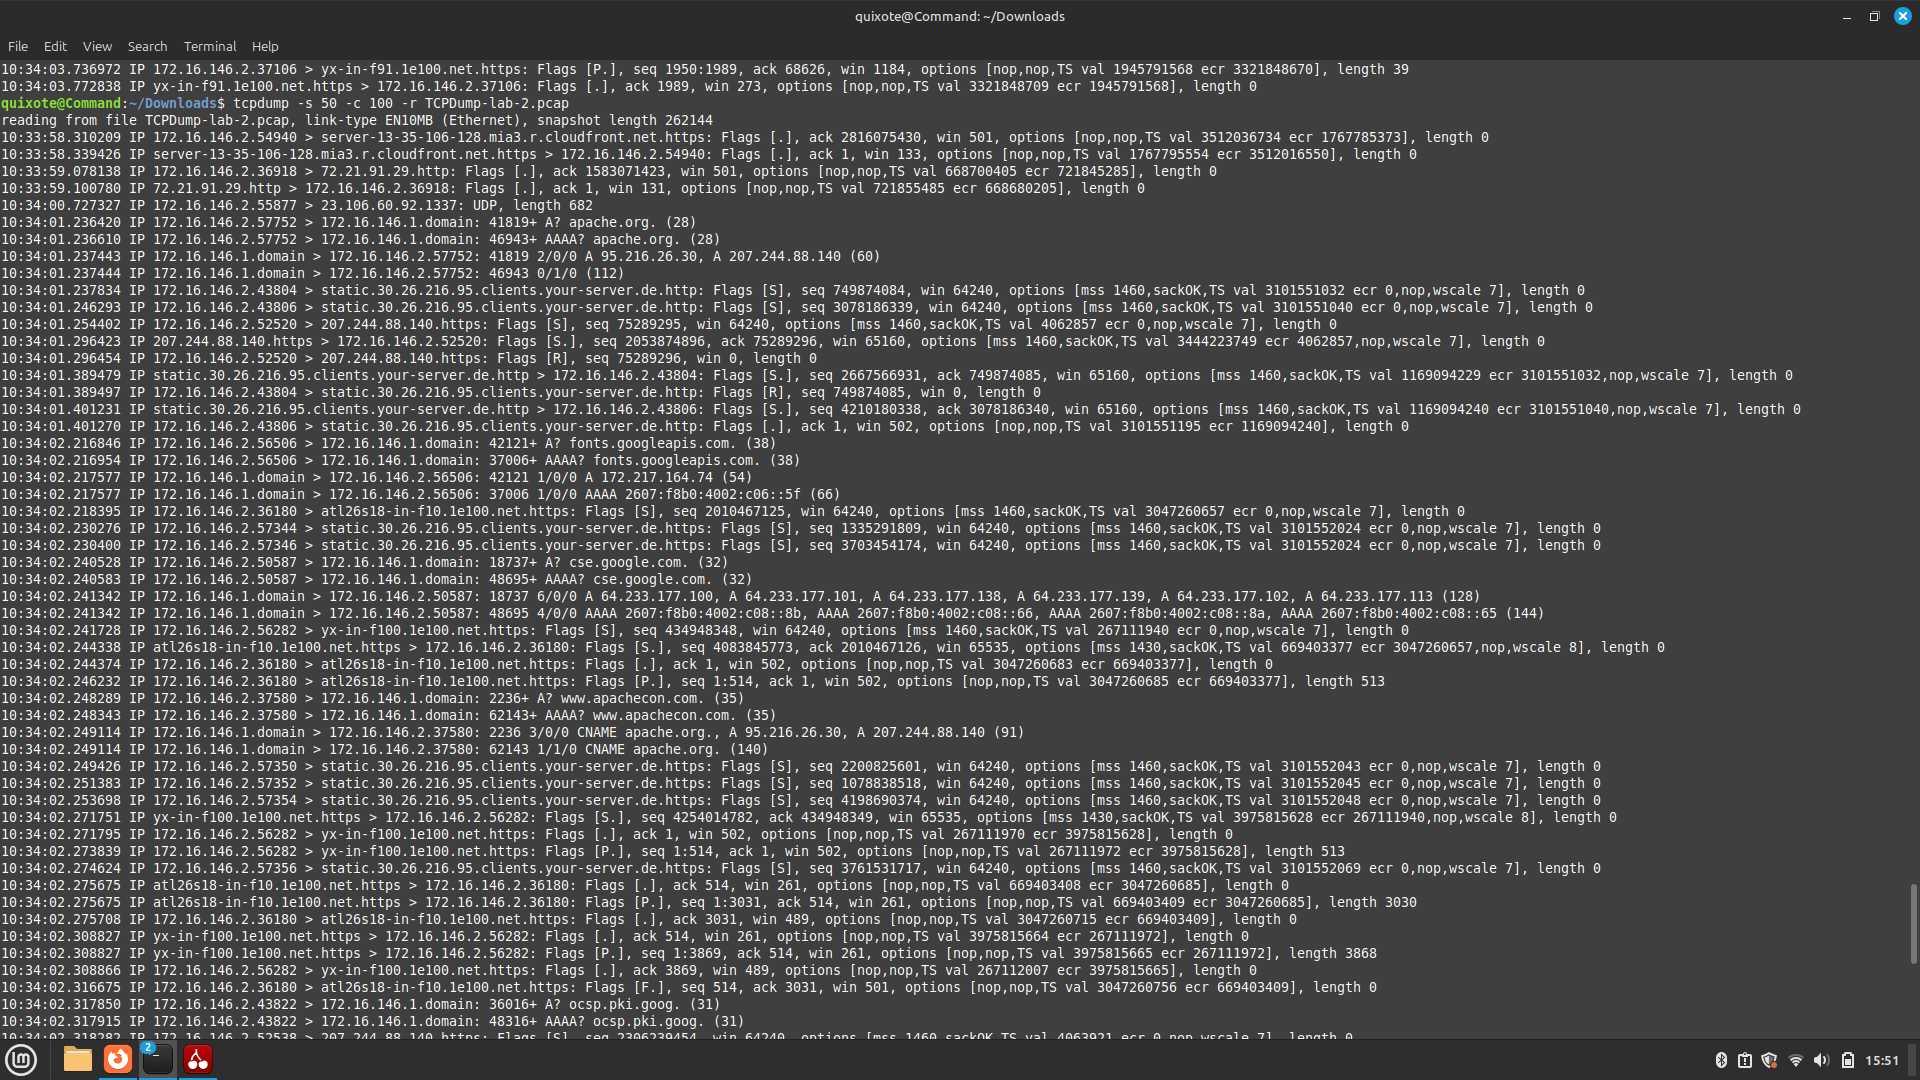 quixote@Command: ~/Downloads
File Edit View Search Terminal Help
10:34:03.736972 IP 172.16.146.2.37106 > yx-in-f91.1e100.net.https: Flags [P.], seq 1950:1989, ack 68626, win 1184, options [nop,nop,TS val 1945791568 ecr 3321848670], length 39
10:34:03.772838 IP yx-in-f91.1e100.net.https > 172.16.146.2.37106: Flags [.], ack 1989, win 273, options [nop,nop,TS val 3321848709 ecr 1945791568], length 0
quixote@Command:~/Downloads$ tcpdump -s 50 -c 100 -r TCPDump-lab-2.pcap
reading from file TCPDump-lab-2.pcap, link-type EN10MB (Ethernet), snapshot length 262144
10:33:58.310209 IP 172.16.146.2.54940 > server-13-35-106-128.mia3.r.cloudfront.net.https: Flags [.], ack 2816075430, win 501, options [nop,nop,TS val 3512036734 ecr 1767785373], length 0
10:33:58.339426 IP server-13-35-106-128.mia3.r.cloudfront.net.https > 172.16.146.2.54940: Flags [.], ack 1, win 133, options [nop,nop,TS val 1767795554 ecr 3512016550], length 0
10:33:59.078138 IP 172.16.146.2.36918 > 72.21.91.29.http: Flags [.], ack 1583071423, win 501, options [nop,nop,TS val 668700405 ecr 721845285], length 0
10:33:59.100780 IP 72.21.91.29.http > 172.16.146.2.36918: Flags [.], ack 1, win 131, options [nop,nop,TS val 721855485 ecr 668680205], length 0
10:34:00.727327 IP 172.16.146.2.55877 > 23.106.60.92.1337: UDP, length 682
10:34:01.236420 IP 172.16.146.2.57752 > 172.16.146.1.domain: 41819+ A? apache.org. (28)
10:34:01.236610 IP 172.16.146.2.57752 > 172.16.146.1.domain: 46943+ AAAA? apache.org. (28)
10:34:01.237443 IP 172.16.146.1.domain > 172.16.146.2.57752: 41819 2/0/0 A 95.216.26.30, A 207.244.88.140 (60)
10:34:01.237444 IP 172.16.146.1.domain > 172.16.146.2.57752: 46943 0/1/0 (112)
10:34:01.237834 IP 172.16.146.2.43804 > static.30.26.216.95.clients.your-server.de.http: Flags [S], seq 749874084, win 64240, options [mss 1460,sackOK,TS val 3101551032 ecr 0,nop,wscale 7], length 0
10:34:01.246293 IP 172.16.146.2.43806 > static.30.26.216.95.clients.your-server.de.http: Flags [S], seq 3078186339, win 64240, options [mss 1460,sackOK,TS val 3101551040 ecr 0,nop,wscale 7], length 0
10:34:01.254402 IP 172.16.146.2.52520 > 207.244.88.140.https: Flags [S], seq 75289295, win 64240, options [mss 1460,sackOK,TS val 4062857 ecr 0,nop,wscale 7], length 0
10:34:01.296423 IP 207.244.88.140.https > 172.16.146.2.52520: Flags [S.], seq 2053874896, ack 75289296, win 65160, options [mss 1460,sackOK,TS val 3444223749 ecr 4062857,nop,wscale 7], length 0
10:34:01.296454 IP 172.16.146.2.52520 > 207.244.88.140.https: Flags [R], seq 75289296, win 0, length 0
10:34:01.389479 IP static.30.26.216.95.clients.your-server.de.http > 172.16.146.2.43804: Flags [S.], seq 2667566931, ack 749874085, win 65160, options [mss 1460,sackOK,TS val 1169094229 ecr 3101551032,nop,wscale 7], length 0
10:34:01.389497 IP 172.16.146.2.43804 > static.30.26.216.95.clients.your-server.de.http: Flags [R], seq 749874085, win 0, length 0
10:34:01.401231 IP static.30.26.216.95.clients.your-server.de.http > 172.16.146.2.43806: Flags [S.], seq 4210180338, ack 3078186340, win 65160, options [mss 1460,sackOK,TS val 1169094240 ecr 3101551040,nop,wscale 7], length 0
10:34:01.401270 IP 172.16.146.2.43806 > static.30.26.216.95.clients.your-server.de.http: Flags [.], ack 1, win 502, options [nop,nop,TS val 3101551195 ecr 1169094240], length 0
10:34:02.216846 IP 172.16.146.2.56506 > 172.16.146.1.domain: 42121+ A? fonts.googleapis.com. (38)
10:34:02.216954 IP 172.16.146.2.56506 > 172.16.146.1.domain: 37006+ AAAA? fonts.googleapis.com. (38)
10:34:02.217577 IP 172.16.146.1.domain > 172.16.146.2.56506: 42121 1/0/0 A 172.217.164.74 (54)
10:34:02.217577 IP 172.16.146.1.domain > 172.16.146.2.56506: 37006 1/0/0 AAAA 2607:f8b0:4002:c06::5f (66)
10:34:02.218395 IP 172.16.146.2.36180 > atl26s18-in-f10.1e100.net.https: Flags [S], seq 2010467125, win 64240, options [mss 1460,sackOK,TS val 3047260657 ecr 0,nop,wscale 7], length 0
10:34:02.230276 IP 172.16.146.2.57344 > static.30.26.216.95.clients.your-server.de.https: Flags [S], seq 1335291809, win 64240, options [mss 1460,sackOK,TS val 3101552024 ecr 0,nop,wscale 7], length 0
10:34:02.230400 IP 172.16.146.2.57346 > static.30.26.216.95.clients.your-server.de.https: Flags [S], seq 3703454174, win 64240, options [mss 1460,sackOK,TS val 3101552024 ecr 0,nop,wscale 7], length 0
10:34:02.240528 IP 172.16.146.2.50587 > 172.16.146.1.domain: 18737+ A? cse.google.com. (32)
10:34:02.240583 IP 172.16.146.2.50587 > 172.16.146.1.domain: 48695+ AAAA? cse.google.com. (32)
10:34:02.241342 IP 172.16.146.1.domain > 172.16.146.2.50587: 18737 6/0/0 A 64.233.177.100, A 64.233.177.101, A 64.233.177.138, A 64.233.177.139, A 64.233.177.102, A 64.233.177.113 (128)
10:34:02.241342 IP 172.16.146.1.domain > 172.16.146.2.50587: 48695 4/0/0 AAAA 2607:f8b0:4002:c08::8b, AAAA 2607:f8b0:4002:c08::66, AAAA 2607:f8b0:4002:c08::8a, AAAA 2607:f8b0:4002:c08::65 (144)
10:34:02.241728 IP 172.16.146.2.56282 > yx-in-f100.1e100.net.https: Flags [S], seq 434948348, win 64240, options [mss 1460,sackOK,TS val 267111940 ecr 0,nop,wscale 7], length 0
10:34:02.244338 IP atl26s18-in-f10.1e100.net.https > 172.16.146.2.36180: Flags [S.], seq 4083845773, ack 2010467126, win 65535, options [mss 1430,sackOK,TS val 669403377 ecr 3047260657,nop,wscale 8], length 0
10:34:02.244374 IP 172.16.146.2.36180 > atl26s18-in-f10.1e100.net.https: Flags [.], ack 1, win 502, options [nop,nop,TS val 3047260683 ecr 669403377], length 0
10:34:02.246232 IP 172.16.146.2.36180 > atl26s18-in-f10.1e100.net.https: Flags [P.], seq 1:514, ack 1, win 502, options [nop,nop,TS val 3047260685 ecr 669403377], length 513
10:34:02.248289 IP 172.16.146.2.37580 > 172.16.146.1.domain: 2236+ A? www.apachecon.com. (35)
10:34:02.248343 IP 172.16.146.2.37580 > 172.16.146.1.domain: 62143+ AAAA? www.apachecon.com. (35)
10:34:02.249114 IP 172.16.146.1.domain > 172.16.146.2.37580: 2236 3/0/0 CNAME apache.org., A 95.216.26.30, A 207.244.88.140 (91)
10:34:02.249114 IP 172.16.146.1.domain > 172.16.146.2.37580: 62143 1/1/0 CNAME apache.org. (140)
10:34:02.249426 IP 172.16.146.2.57350 > static.30.26.216.95.clients.your-server.de.https: Flags [S], seq 2200825601, win 64240, options [mss 1460,sackOK,TS val 3101552043 ecr 0,nop,wscale 7], length 0
10:34:02.251383 IP 172.16.146.2.57352 > static.30.26.216.95.clients.your-server.de.https: Flags [S], seq 1078838518, win 64240, options [mss 1460,sackOK,TS val 3101552045 ecr 0,nop,wscale 7], length 0
10:34:02.253698 IP 172.16.146.2.57354 > static.30.26.216.95.clients.your-server.de.https: Flags [S], seq 4198690374, win 64240, options [mss 1460,sackOK,TS val 3101552048 ecr 0,nop,wscale 7], length 0
10:34:02.271751 IP yx-in-f100.1e100.net.https > 172.16.146.2.56282: Flags [S.], seq 4254014782, ack 434948349, win 65535, options [mss 1430,sackOK,TS val 3975815628 ecr 267111940,nop,wscale 8], length 0
10:34:02.271795 IP 172.16.146.2.56282 > yx-in-f100.1e100.net.https: Flags [.], ack 1, win 502, options [nop,nop,TS val 267111970 ecr 3975815628], length 0
10:34:02.273839 IP 172.16.146.2.56282 > yx-in-f100.1e100.net.https: Flags [P.], seq 1:514, ack 1, win 502, options [nop,nop,TS val 267111972 ecr 3975815628], length 513
10:34:02.274624 IP 172.16.146.2.57356 > static.30.26.216.95.clients.your-server.de.https: Flags [S], seq 3761531717, win 64240, options [mss 1460,sackOK,TS val 3101552069 ecr 0,nop,wscale 7], length 0
10:34:02.275675 IP atl26s18-in-f10.1e100.net.https > 172.16.146.2.36180: Flags [.], ack 514, win 261, options [nop,nop,TS val 669403408 ecr 3047260685], length 0
10:34:02.275675 IP atl26s18-in-f10.1e100.net.https > 172.16.146.2.36180: Flags [P.], seq 1:3031, ack 514, win 261, options [nop,nop,TS val 669403409 ecr 3047260685], length 3030
10:34:02.275708 IP 172.16.146.2.36180 > atl26s18-in-f10.1e100.net.https: Flags [.], ack 3031, win 489, options [nop,nop,TS val 3047260715 ecr 669403409], length 0
10:34:02.308827 IP yx-in-f100.1e100.net.https > 172.16.146.2.56282: Flags [.], ack 514, win 261, options [nop,nop,TS val 3975815664 ecr 267111972], length 0
10:34:02.308827 IP yx-in-f100.1e100.net.https > 172.16.146.2.56282: Flags [P.], seq 1:3869, ack 514, win 261, options [nop,nop,TS val 3975815665 ecr 267111972], length 3868
10:34:02.308866 IP 172.16.146.2.56282 > yx-in-f100.1e100.net.https: Flags [.], ack 3869, win 489, options [nop,nop,TS val 267112007 ecr 3975815665], length 0
10:34:02.316675 IP 172.16.146.2.36180 > atl26s18-in-f10.1e100.net.https: Flags [F.], seq 514, ack 3031, win 501, options [nop,nop,TS val 3047260756 ecr 669403409], length 0
10:34:02.317850 IP 172.16.146.2.43822 > 172.16.146.1.domain: 36016+ A? ocsp.pki.goog. (31)
10:34:02.317915 IP 172.16.146.2.43822 > 172.16.146.1.domain: 48316+ AAAA? ocsp.pki.goog. (31)
10:34:02.318282 IP 172.16.146.2.52538 > 207.244.88.140.https: Flags [S], seq 2306239454, win 64240, options [mss 1460,sackOK,TS val 4063921 ecr 0,nop,wscale 7], length 0
2
15:51